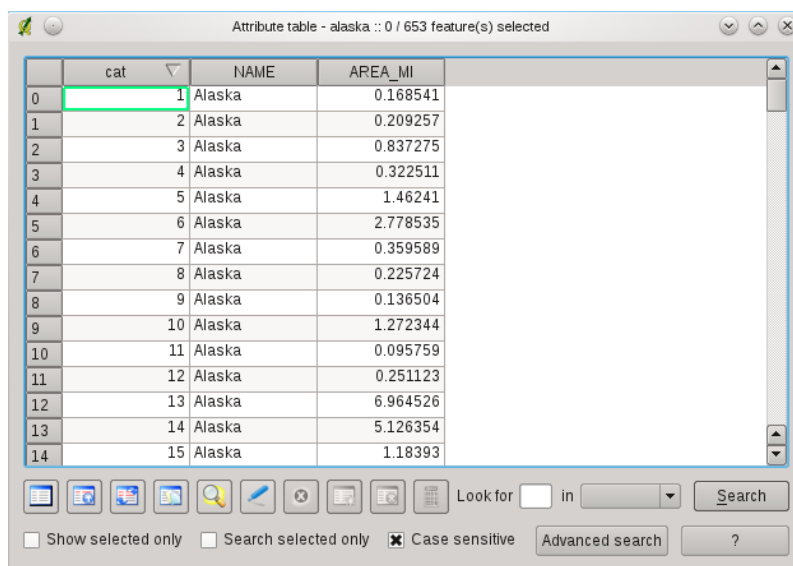 Attribute table - alaska :: 0 / 653 feature(s) selected
cat NAME AREA_MI
0 1 Alaska 0.168541
1 2 Alaska 0.209257
2 3 Alaska 0.837275
3 4 Alaska 0.322511
4 5 Alaska 1.46241
5 6 Alaska 2.778535
6 7 Alaska 0.359589
7 8 Alaska 0.225724
8 9 Alaska 0.136504
9 10 Alaska 1.272344
10 11 Alaska 0.095759
11 12 Alaska 0.251123
12 13 Alaska 6.964526
13 14 Alaska 5.126354
14 15 Alaska 1.18393
Look for in Search
Show selected only Search selected only Case sensitive Advanced search ?